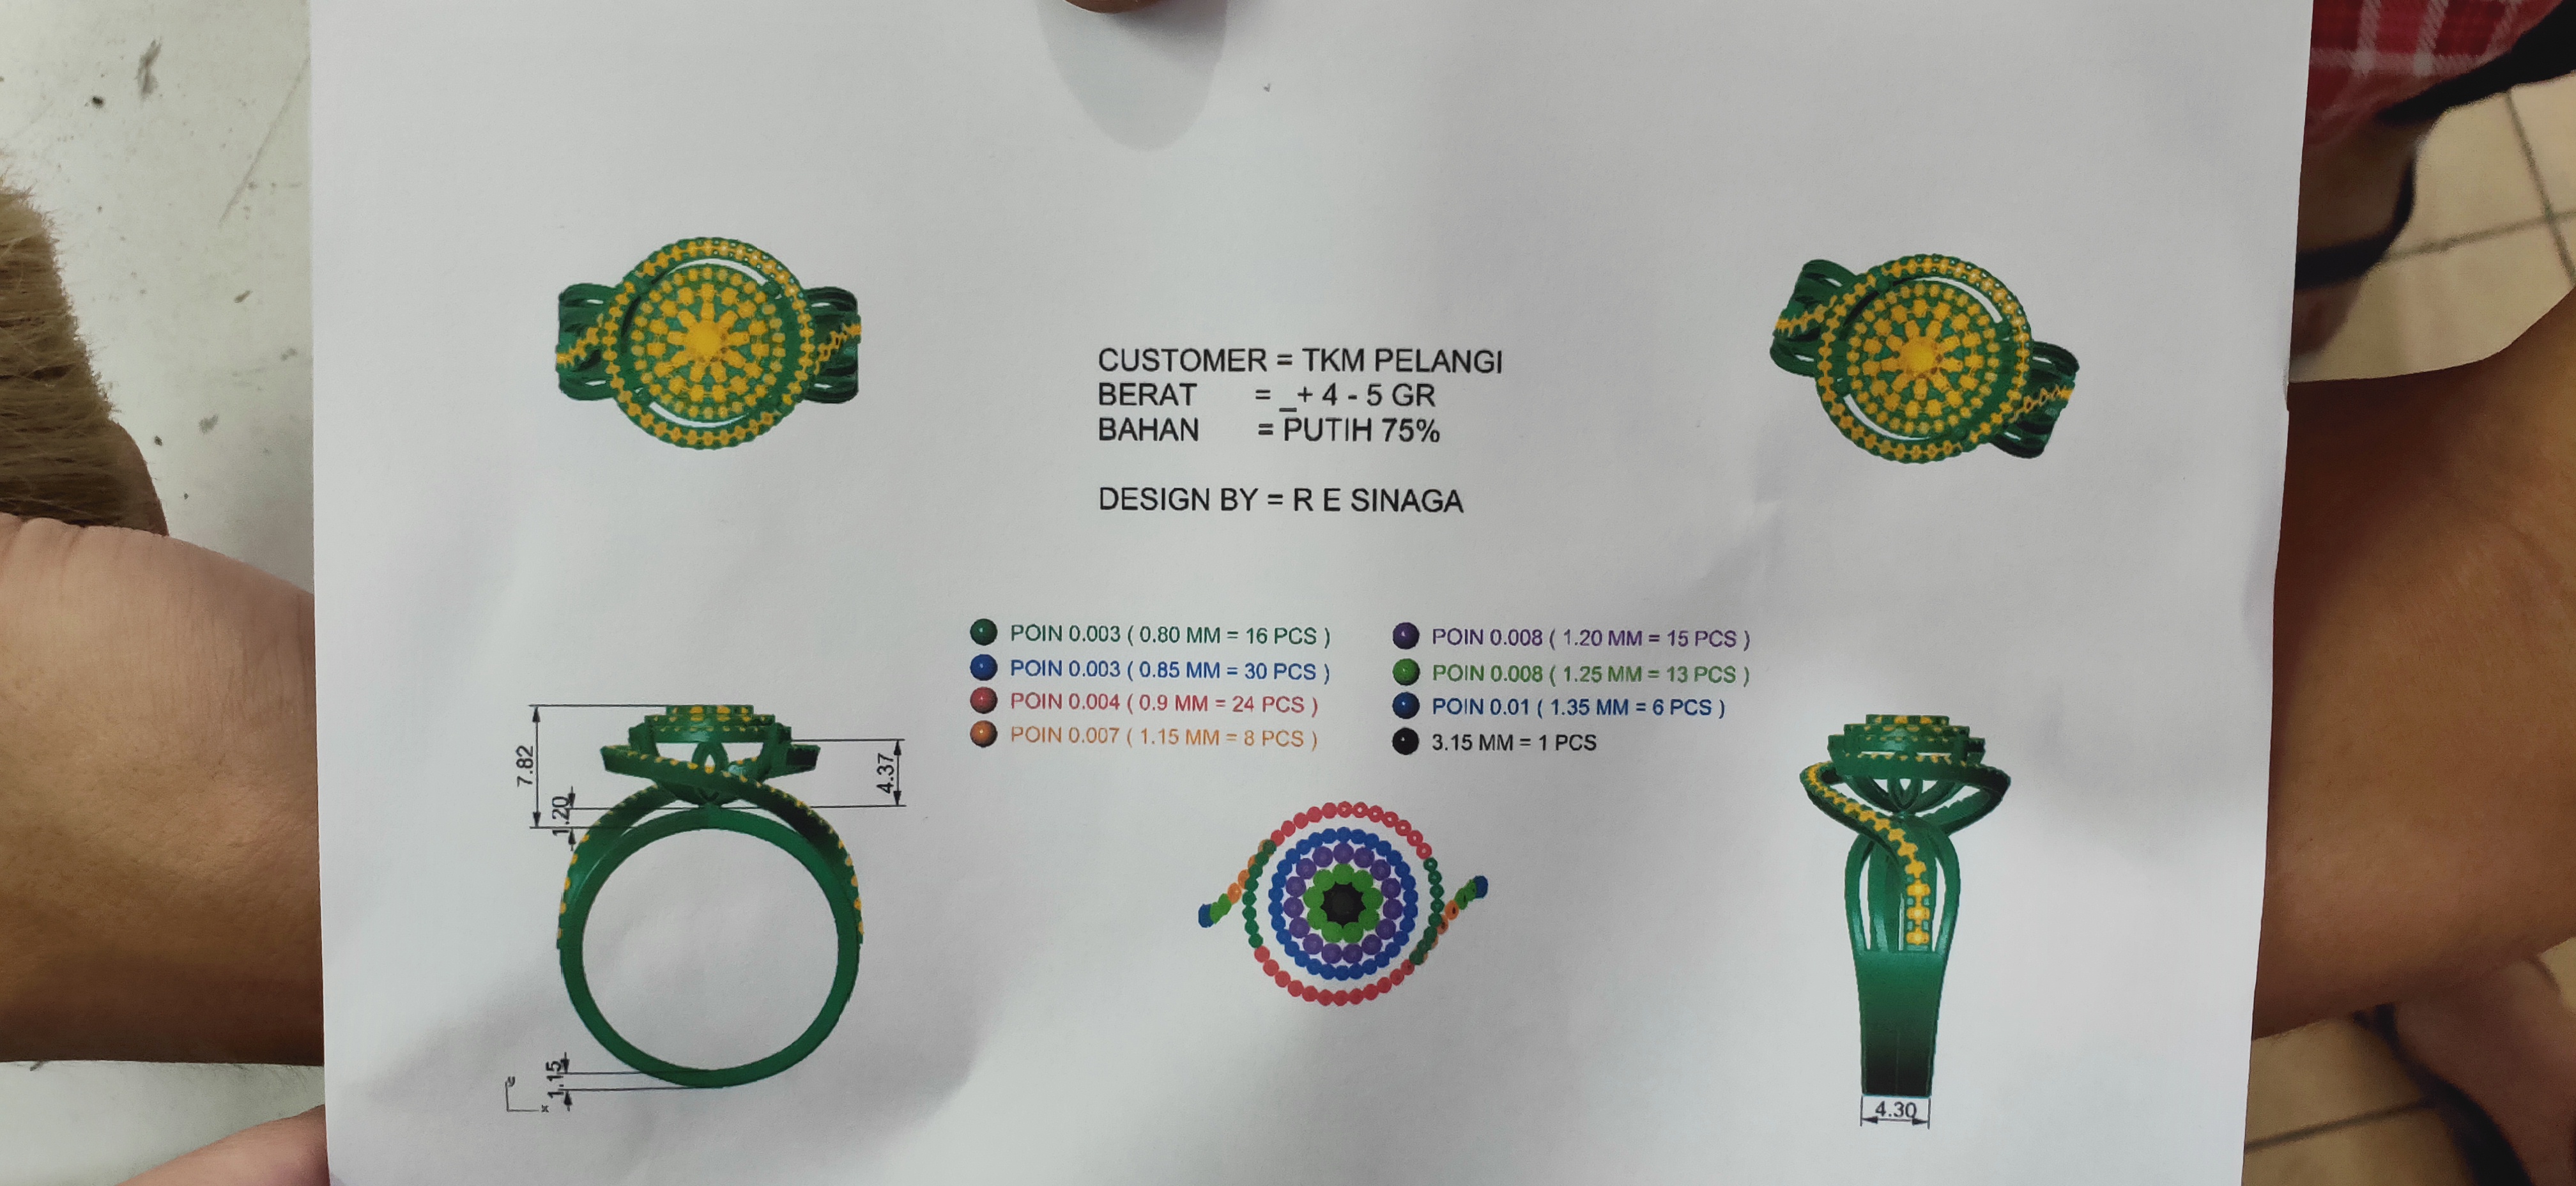 CUSTOMER = TKM PELANGI
BERAT = _+ 4 - 5 GR
BAHAN = PUTIH 75%
DESIGN BY = R E SINAGA
POIN 0.003 ( 0.80 MM = 16 PCS )
POIN 0.003 ( 0.85 MM = 30 PCS )
POIN 0.004 ( 0.9 MM = 24 PCS )
POIN 0.007 ( 1.15 MM = 8 PCS )
POIN 0.008 ( 1.20 MM = 15 PCS )
POIN 0.008 ( 1.25 MM = 13 PCS )
POIN 0.01 ( 1.35 MM = 6 PCS )
3.15 MM = 1 PCS
7.82
1.20
4.37
1.15
x
4.30